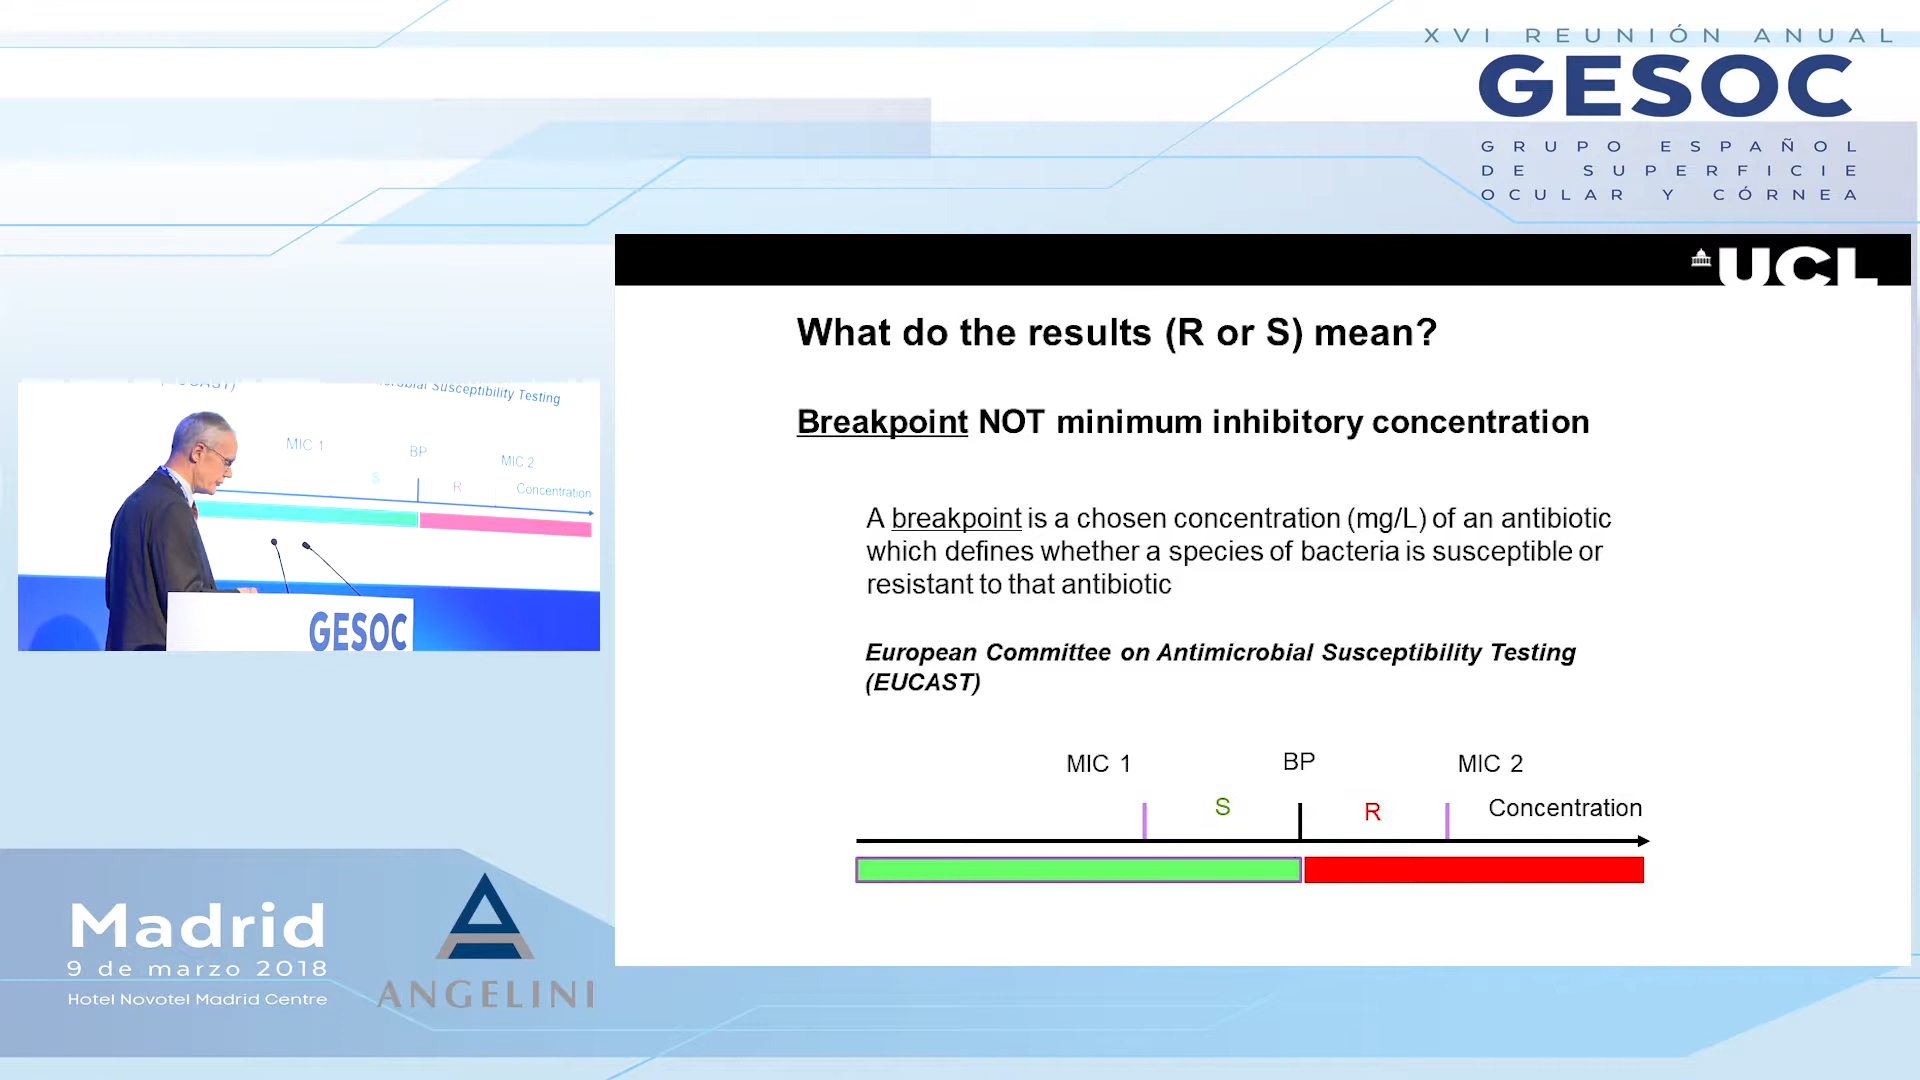 XVI REUNIÓN ANUAL
GESOC
GRUPO ESPAÑOL
DE SUPERFICIE
OCULAR Y CÓRNEA
UCL
What do the results (R or S) mean?
Breakpoint NOT minimum inhibitory concentration
A breakpoint is a chosen concentration (mg/L) of an antibiotic
which defines whether a species of bacteria is susceptible or
resistant to that antibiotic
European Committee on Antimicrobial Susceptibility Testing
(EUCAST)
MIC 1 BP MIC 2
S R Concentration
Susceptibility Testing
MIC 1 BP MIC 2
S R Concentration
GESOC
Madrid
9 de marzo 2018
Hotel Novotel Madrid Centre
ANGELINI